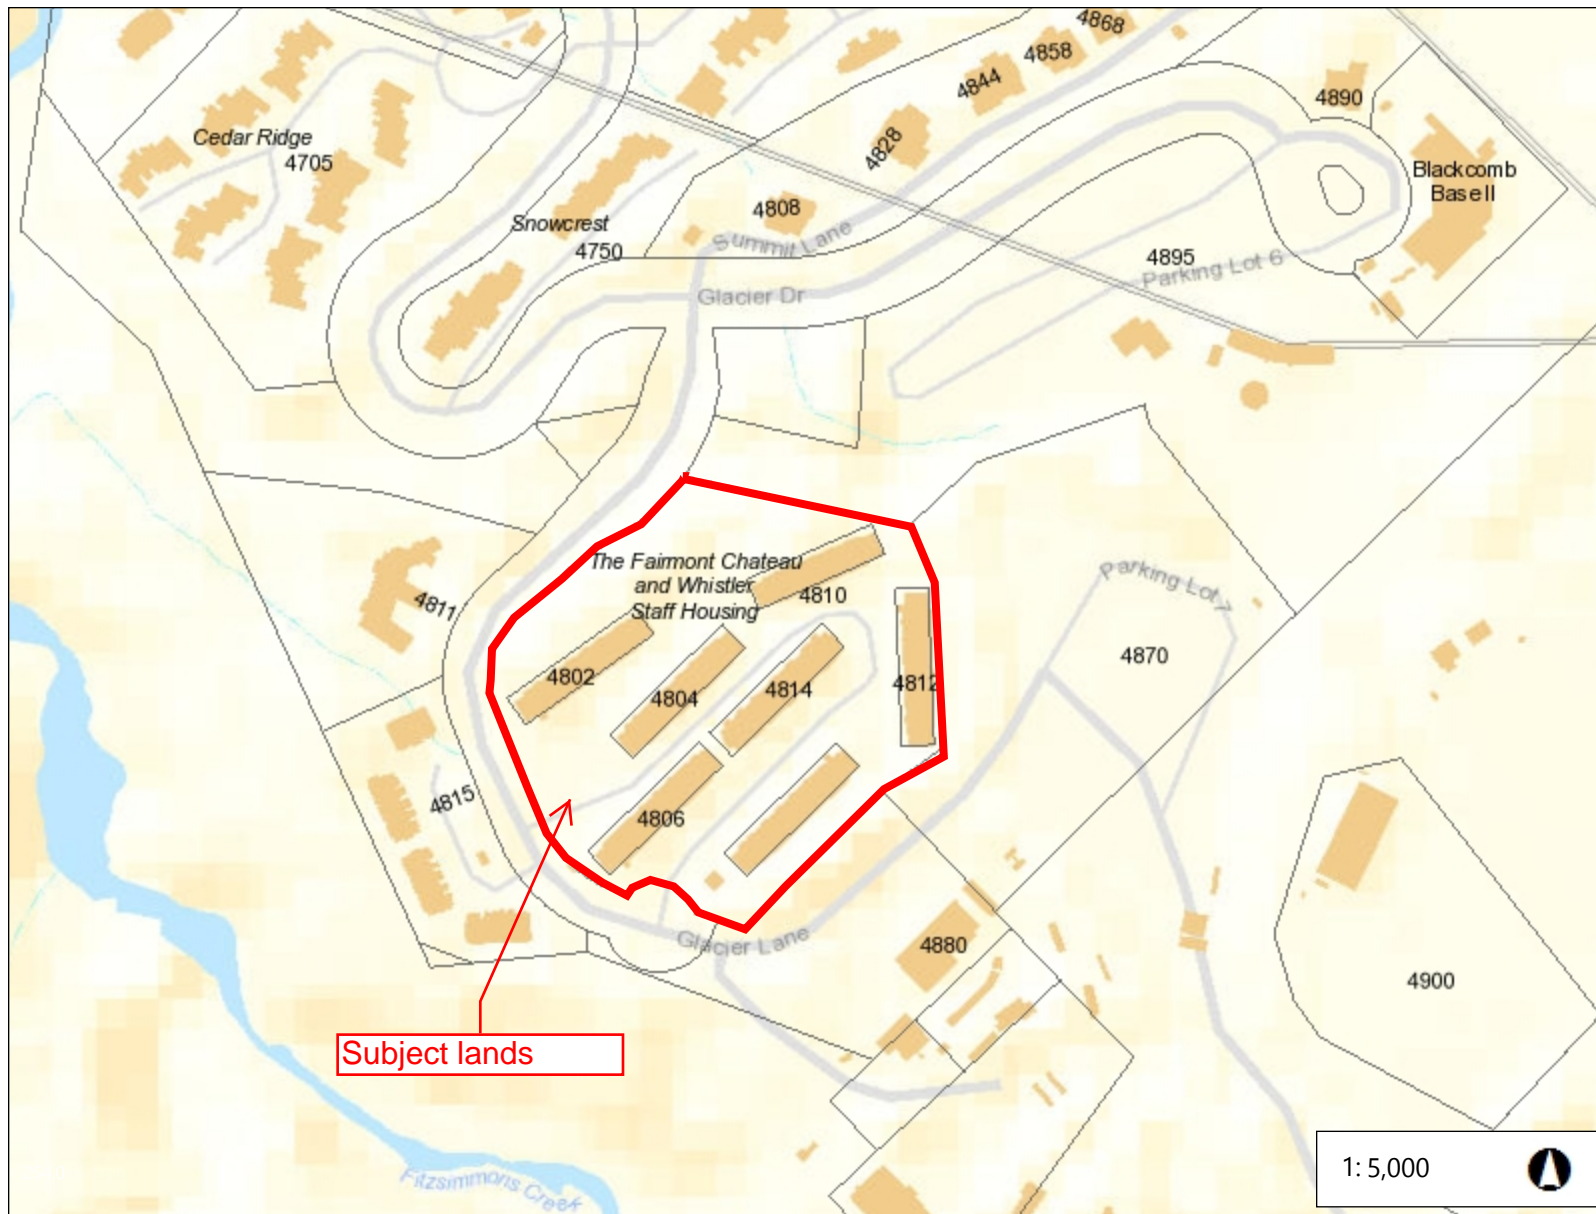 4868
4858
4844
4890
4828
Cedar Ridge
4705
Blackcomb
Base II
4808
Snowcrest
4750
Summit Lane
4895
Parking Lot 6
Glacier Dr
The Fairmont Chateau
and Whistler
Staff Housing
4810
Parking Lot 7
4811
4802
4804
4814
4812
4870
4815
4806
Glacier Lane
4880
4900
Subject lands
Fitzsimmons Creek
1: 5,000